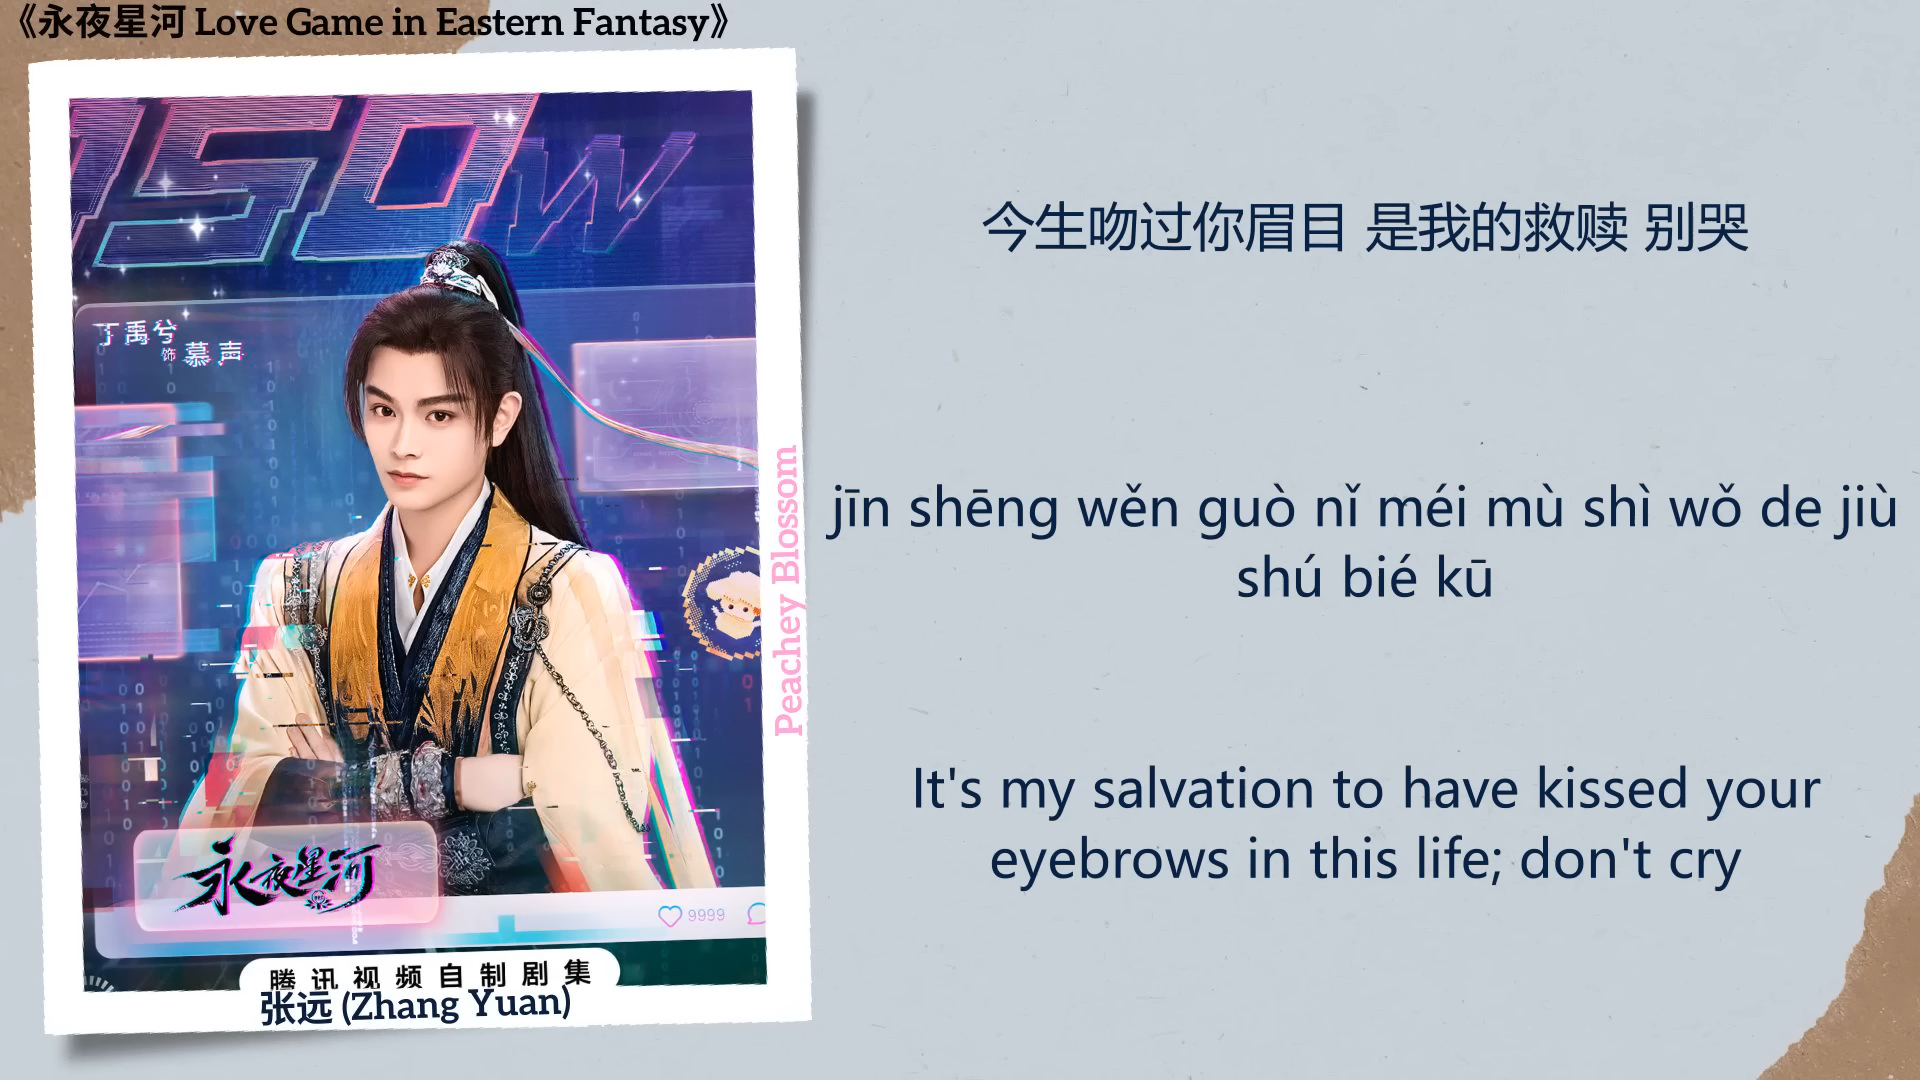 《永夜星河 Love Game in Eastern Fantasy》
50W
丁禹兮
饰 慕声
永夜星河
9999
腾讯视频自制剧集
张远 (Zhang Yuan)
Peachey Blossom
今生吻过你眉目 是我的救赎 别哭
jīn shēng wěn guò nǐ méi mù shì wǒ de jiù
shú bié kū
It's my salvation to have kissed your
eyebrows in this life; don't cry